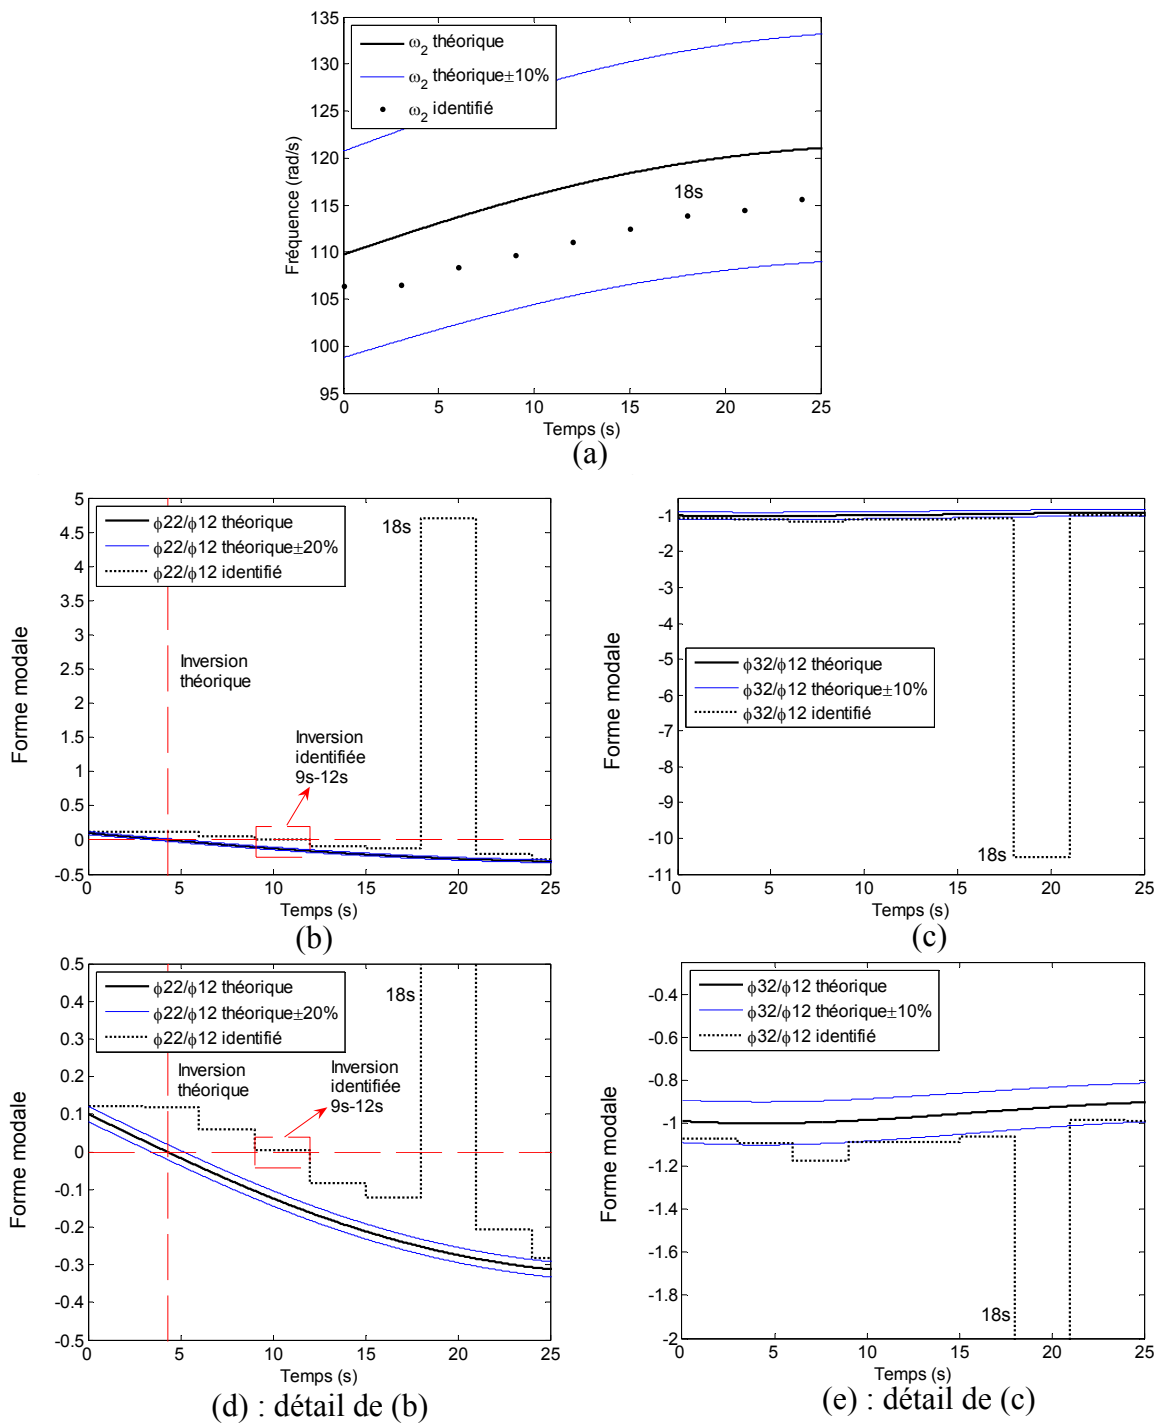 135
130
125
120
115
110
105
100
95
Fréquence (rad/s)
ω2 théorique
ω2 théorique±10%
ω2 identifié
18s
0 5 10 15 20 25
Temps (s)
(a)
5
4.5
4
3.5
3
2.5
2
1.5
1
0.5
0
-0.5
Forme modale
ϕ22/ϕ12 théorique
ϕ22/ϕ12 théorique±20%
ϕ22/ϕ12 identifié
18s
Inversion
théorique
Inversion
identifiée
9s-12s
0 5 10 15 20 25
Temps (s)
(b)
-1
-2
-3
-4
-5
-6
-7
-8
-9
-10
-11
Forme modale
ϕ32/ϕ12 théorique
ϕ32/ϕ12 théorique±10%
ϕ32/ϕ12 identifié
18s
0 5 10 15 20 25
Temps (s)
(c)
0.5
0.4
0.3
0.2
0.1
0
-0.1
-0.2
-0.3
-0.4
-0.5
Forme modale
ϕ22/ϕ12 théorique
ϕ22/ϕ12 théorique±20%
ϕ22/ϕ12 identifié
18s
Inversion
théorique
Inversion
identifiée
9s-12s
0 5 10 15 20 25
Temps (s)
(d) : détail de (b)
-0.4
-0.6
-0.8
-1
-1.2
-1.4
-1.6
-1.8
-2
Forme modale
ϕ32/ϕ12 théorique
ϕ32/ϕ12 théorique±10%
ϕ32/ϕ12 identifié
18s
0 5 10 15 20 25
Temps (s)
(e) : détail de (c)